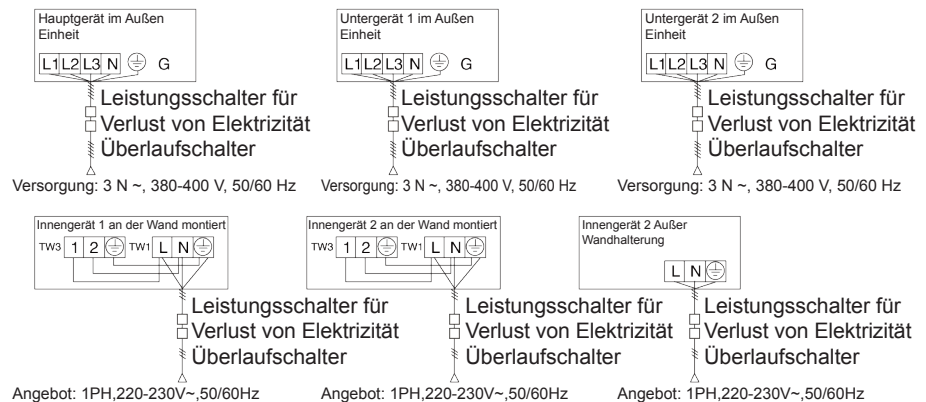 Hauptgerät im Außen
Einheit
L1 L2 L3 N G
Leistungsschalter für
Verlust von Elektrizität
Überlaufschalter
Versorgung: 3 N ~, 380-400 V, 50/60 Hz
Untergerät 1 im Außen
Einheit
L1 L2 L3 N G
Leistungsschalter für
Verlust von Elektrizität
Überlaufschalter
Versorgung: 3 N ~, 380-400 V, 50/60 Hz
Untergerät 2 im Außen
Einheit
L1 L2 L3 N G
Leistungsschalter für
Verlust von Elektrizität
Überlaufschalter
Versorgung: 3 N ~, 380-400 V, 50/60 Hz
Innengerät 1 an der Wand montiert
TW3 1 2 TW1 L N
Leistungsschalter für
Verlust von Elektrizität
Überlaufschalter
Angebot: 1PH,220-230V~,50/60Hz
Innengerät 2 an der Wand montiert
TW3 1 2 TW1 L N
Leistungsschalter für
Verlust von Elektrizität
Überlaufschalter
Angebot: 1PH,220-230V~,50/60Hz
Innengerät 2 Außer
Wandhalterung
L N
Leistungsschalter für
Verlust von Elektrizität
Überlaufschalter
Angebot: 1PH,220-230V~,50/60Hz